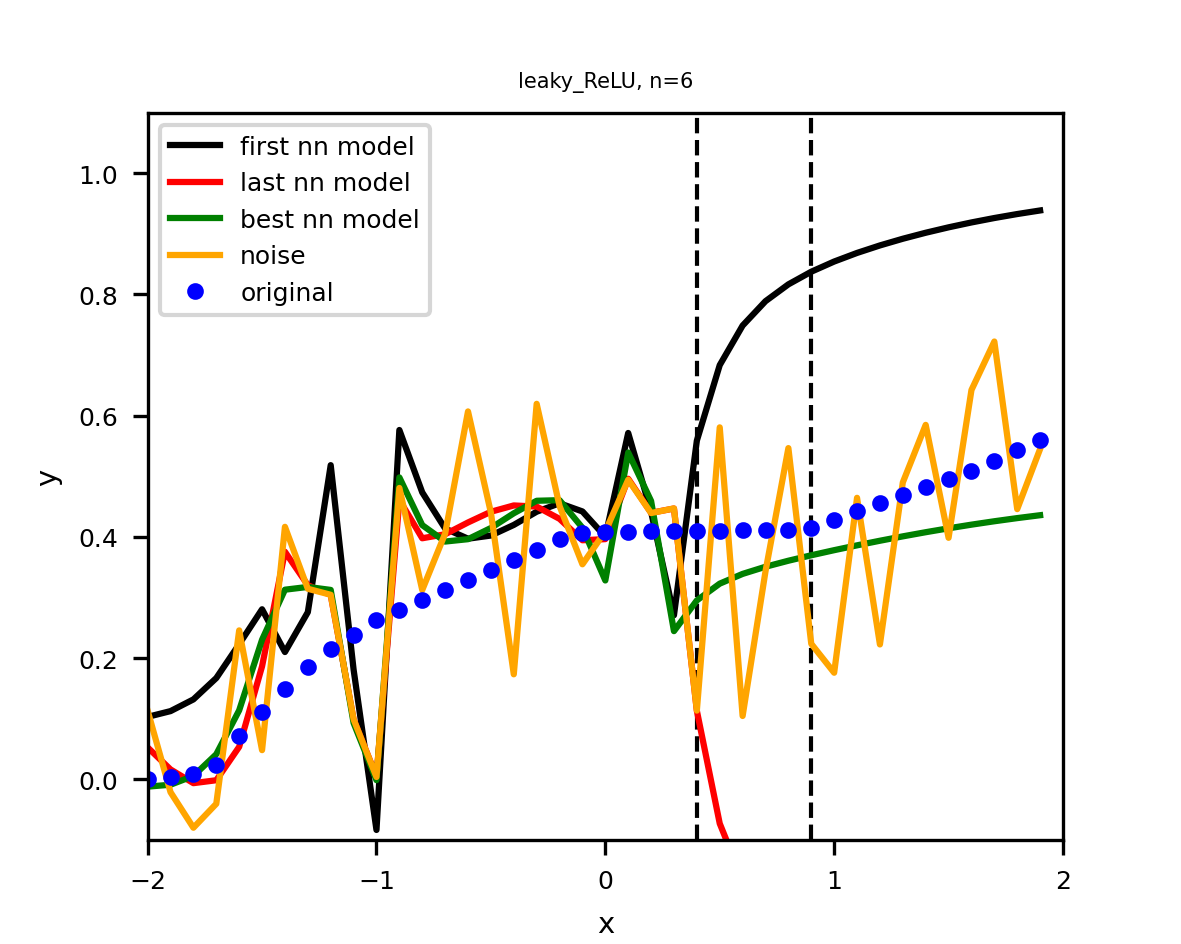 leaky_ReLU, n=6
first nn model
last nn model
best nn model
noise
original
1.0
0.8
0.6
0.4
0.2
0.0
y
−2
−1
0
1
2
x